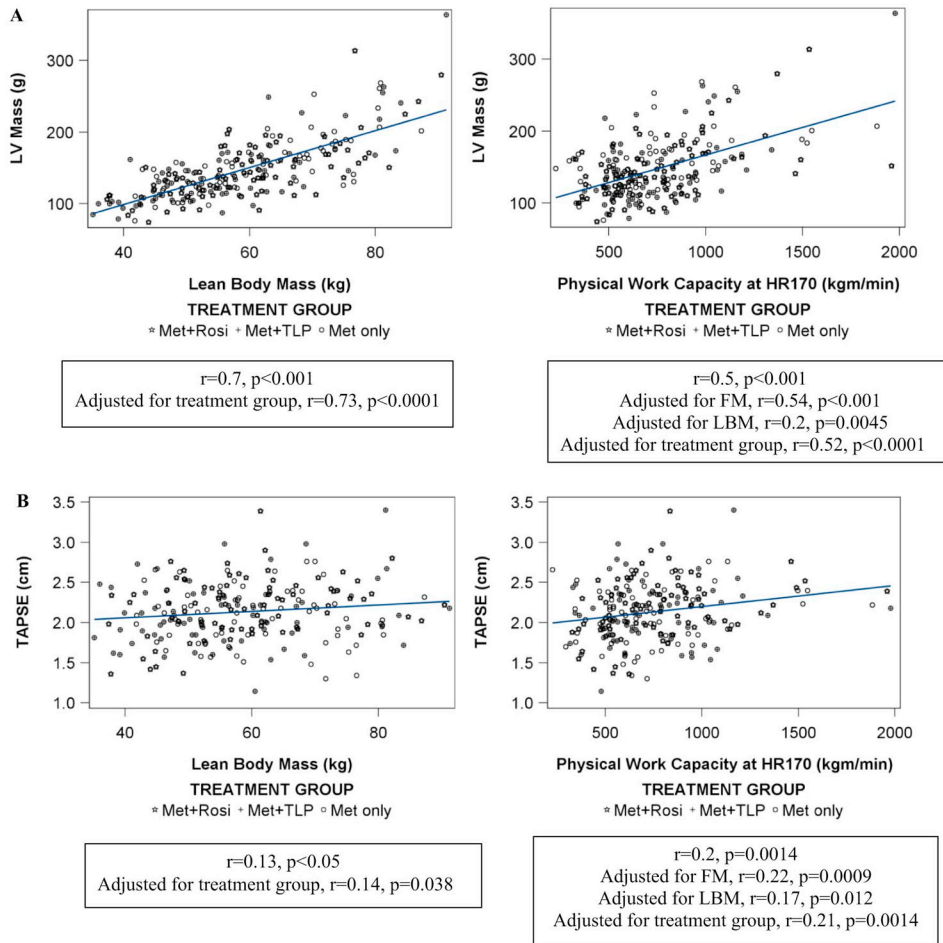 A
LV Mass (g)
300
200
100
40 60 80
Lean Body Mass (kg)
TREATMENT GROUP
Met+Rosi + Met+TLP ○ Met only
r=0.7, p<0.001
Adjusted for treatment group, r=0.73, p<0.0001
LV Mass (g)
300
200
100
500 1000 1500 2000
Physical Work Capacity at HR170 (kgm/min)
TREATMENT GROUP
Met+Rosi + Met+TLP ○ Met only
r=0.5, p<0.001
Adjusted for FM, r=0.54, p<0.001
Adjusted for LBM, r=0.2, p=0.0045
Adjusted for treatment group, r=0.52, p<0.0001
B
TAPSE (cm)
3.5
3.0
2.5
2.0
1.5
1.0
40 60 80
Lean Body Mass (kg)
TREATMENT GROUP
Met+Rosi + Met+TLP ○ Met only
r=0.13, p<0.05
Adjusted for treatment group, r=0.14, p=0.038
TAPSE (cm)
3.5
3.0
2.5
2.0
1.5
1.0
500 1000 1500 2000
Physical Work Capacity at HR170 (kgm/min)
TREATMENT GROUP
Met+Rosi + Met+TLP ○ Met only
r=0.2, p=0.0014
Adjusted for FM, r=0.22, p=0.0009
Adjusted for LBM, r=0.17, p=0.012
Adjusted for treatment group, r=0.21, p=0.0014